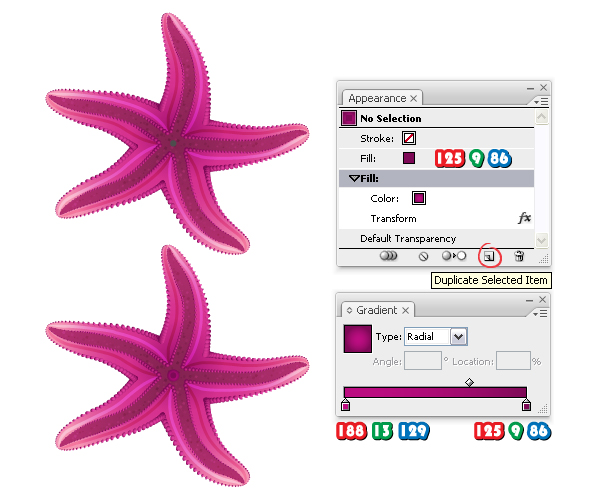 Appearance ×
No Selection
Stroke:
Fill: 125 9 86
Fill:
Color:
Transform fx
Default Transparency
Duplicate Selected Item
Gradient ×
Type: Radial
Angle: ° Location: %
188 13 129 125 9 86